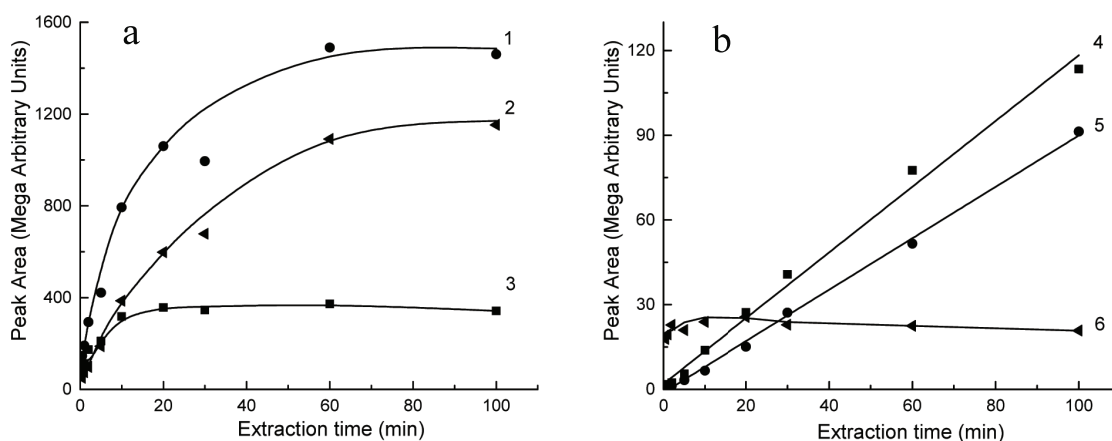 a
1600
1200
800
400
0
Peak Area (Mega Arbitrary Units)
0 20 40 60 80 100
Extraction time (min)
1
2
3
b
120
90
60
30
0
Peak Area (Mega Arbitrary Units)
0 20 40 60 80 100
Extraction time (min)
4
5
6